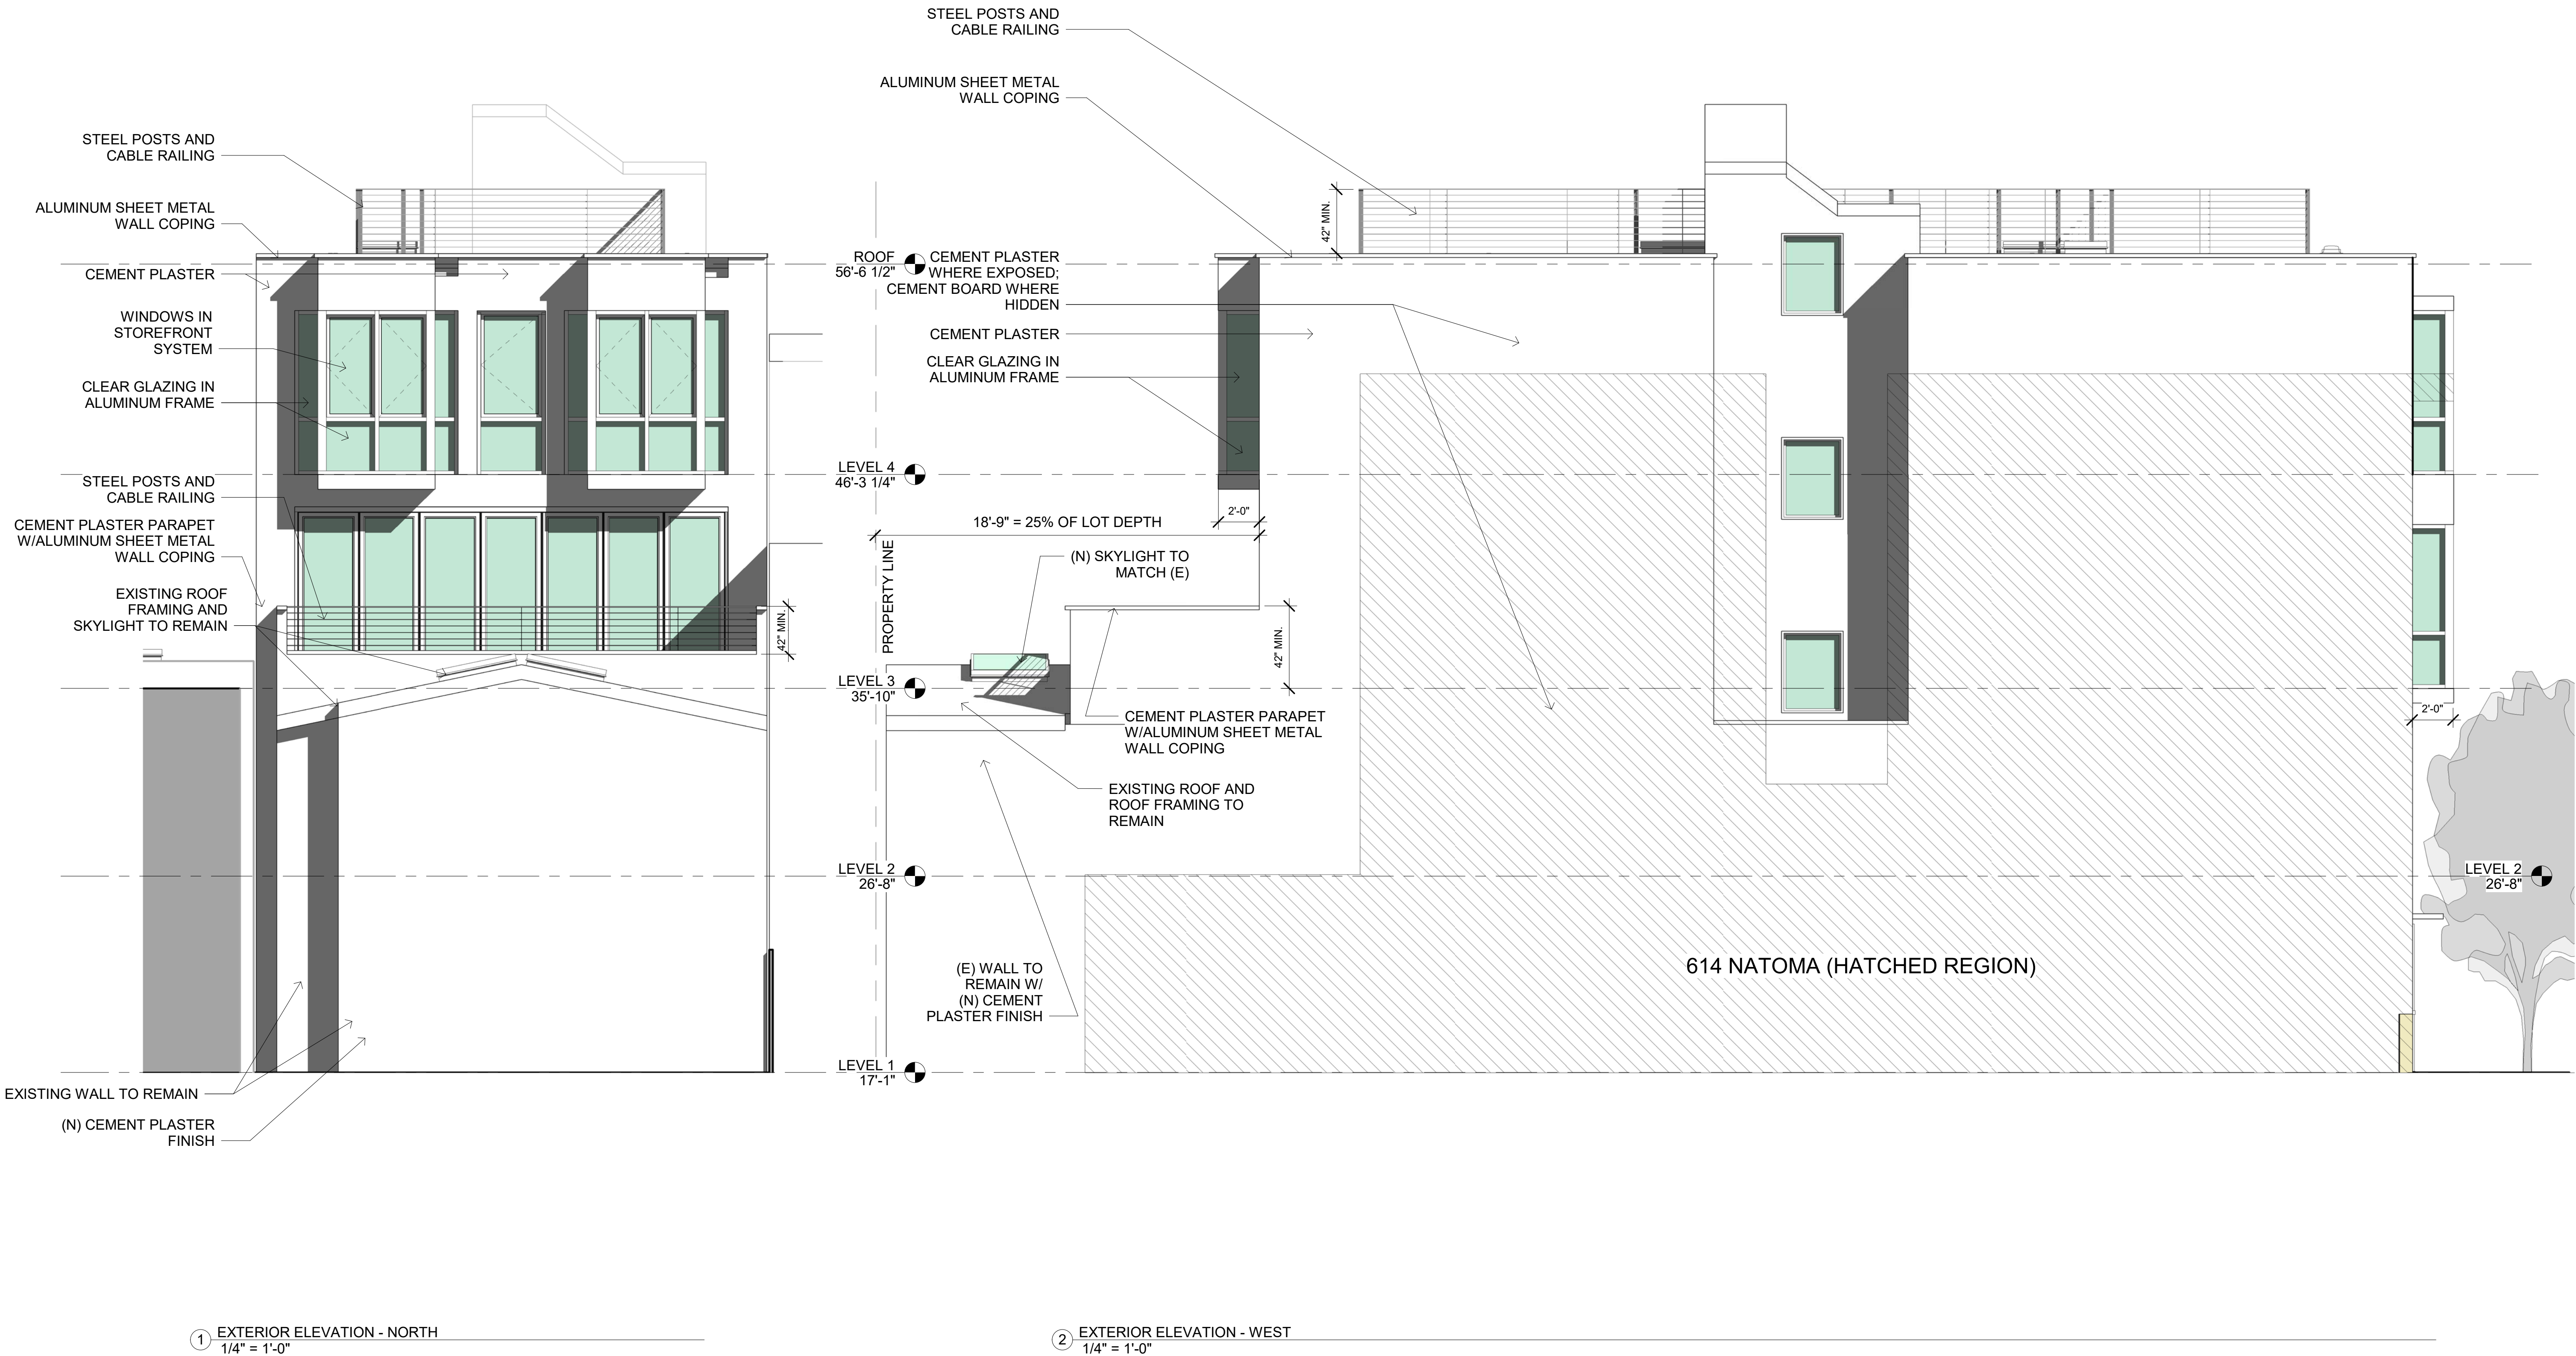 STEEL POSTS AND
CABLE RAILING
ALUMINUM SHEET METAL
WALL COPING
CEMENT PLASTER
WINDOWS IN
STOREFRONT
SYSTEM
CLEAR GLAZING IN
ALUMINUM FRAME
STEEL POSTS AND
CABLE RAILING
CEMENT PLASTER PARAPET
W/ALUMINUM SHEET METAL
WALL COPING
EXISTING ROOF
FRAMING AND
SKYLIGHT TO REMAIN
42" MIN.
EXISTING WALL TO REMAIN
(N) CEMENT PLASTER
FINISH
STEEL POSTS AND
CABLE RAILING
ALUMINUM SHEET METAL
WALL COPING
42" MIN.
ROOF
56'-6 1/2"
CEMENT PLASTER
WHERE EXPOSED;
CEMENT BOARD WHERE
HIDDEN
CEMENT PLASTER
CLEAR GLAZING IN
ALUMINUM FRAME
LEVEL 4
46'-3 1/4"
2'-0"
18'-9" = 25% OF LOT DEPTH
PROPERTY LINE
(N) SKYLIGHT TO
MATCH (E)
42" MIN.
LEVEL 3
35'-10"
2'-0"
CEMENT PLASTER PARAPET
W/ALUMINUM SHEET METAL
WALL COPING
EXISTING ROOF AND
ROOF FRAMING TO
REMAIN
LEVEL 2
26'-8"
LEVEL 2
26'-8"
(E) WALL TO
REMAIN W/
(N) CEMENT
PLASTER FINISH
614 NATOMA (HATCHED REGION)
LEVEL 1
17'-1"
1 EXTERIOR ELEVATION - NORTH
1/4" = 1'-0"
2 EXTERIOR ELEVATION - WEST
1/4" = 1'-0"